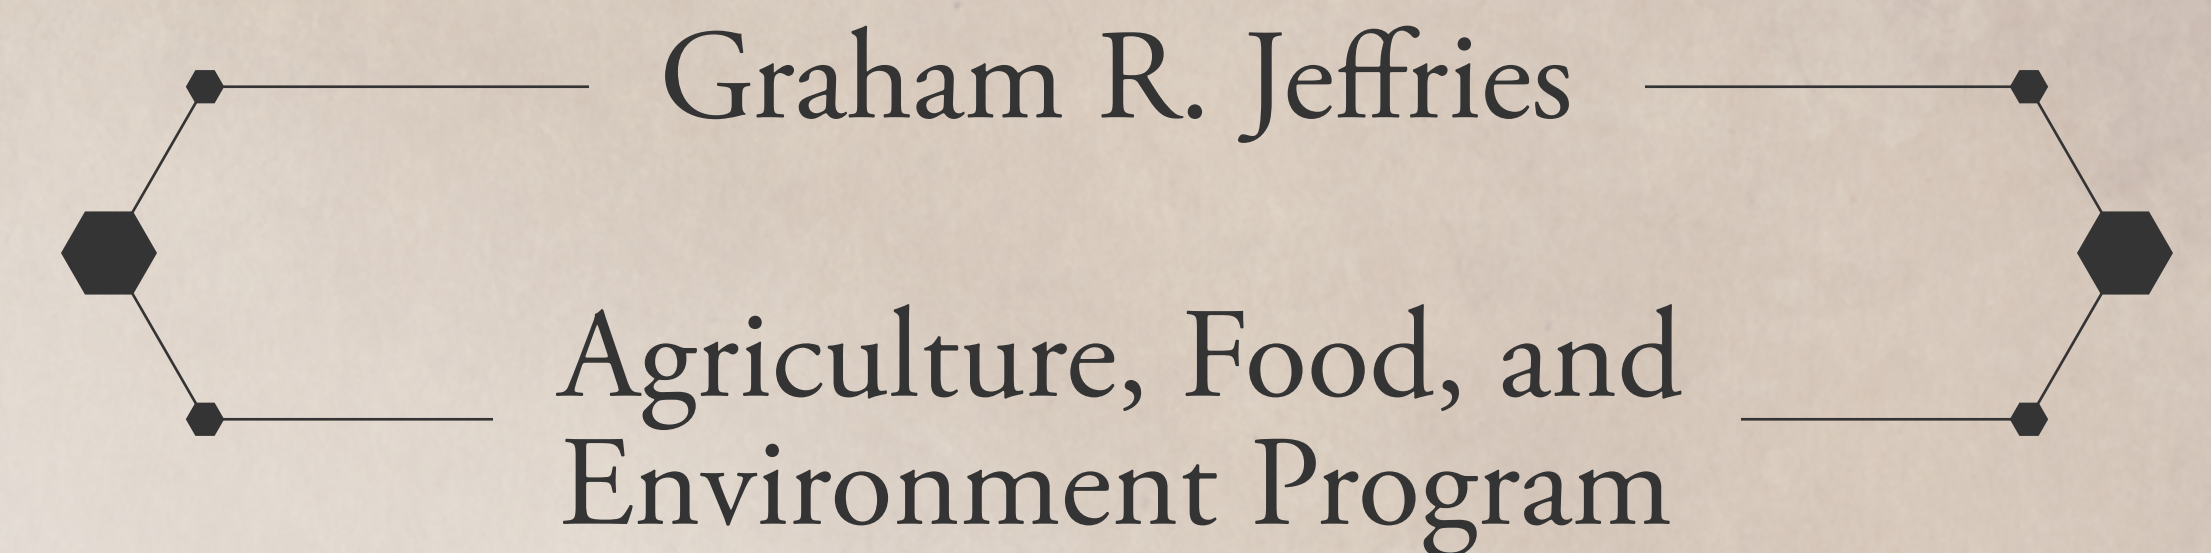 Graham R. Jeffries
Agriculture, Food, and
Environment Program